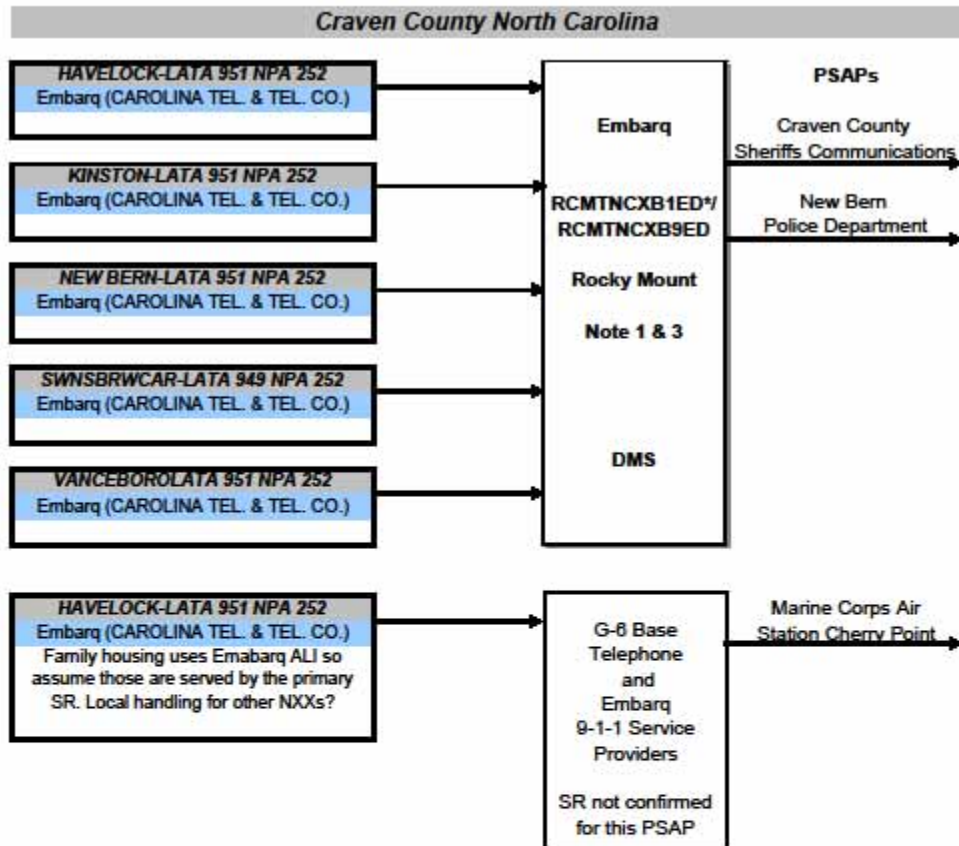 Craven County North Carolina
HAVELOCK-LATA 951 NPA 252
Embarq (CAROLINA TEL. & TEL. CO.)
KINSTON-LATA 951 NPA 252
Embarq (CAROLINA TEL. & TEL. CO.)
NEW BERN-LATA 951 NPA 252
Embarq (CAROLINA TEL. & TEL. CO.)
SWNSBRWCAR-LATA 949 NPA 252
Embarq (CAROLINA TEL. & TEL. CO.)
VANCEBOROLATA 951 NPA 252
Embarq (CAROLINA TEL. & TEL. CO.)
Embarq
RCMTNCXB1ED*/
RCMTNCXB9ED
Rocky Mount
Note 1 & 3
DMS
PSAPs
Craven County
Sheriffs Communications
New Bern
Police Department
HAVELOCK-LATA 951 NPA 252
Embarq (CAROLINA TEL. & TEL. CO.)
Family housing uses Emabarq ALI so
assume those are served by the primary
SR. Local handling for other NXXs?
G-6 Base
Telephone
and
Embarq
9-1-1 Service
Providers
SR not confirmed
for this PSAP
Marine Corps Air
Station Cherry Point